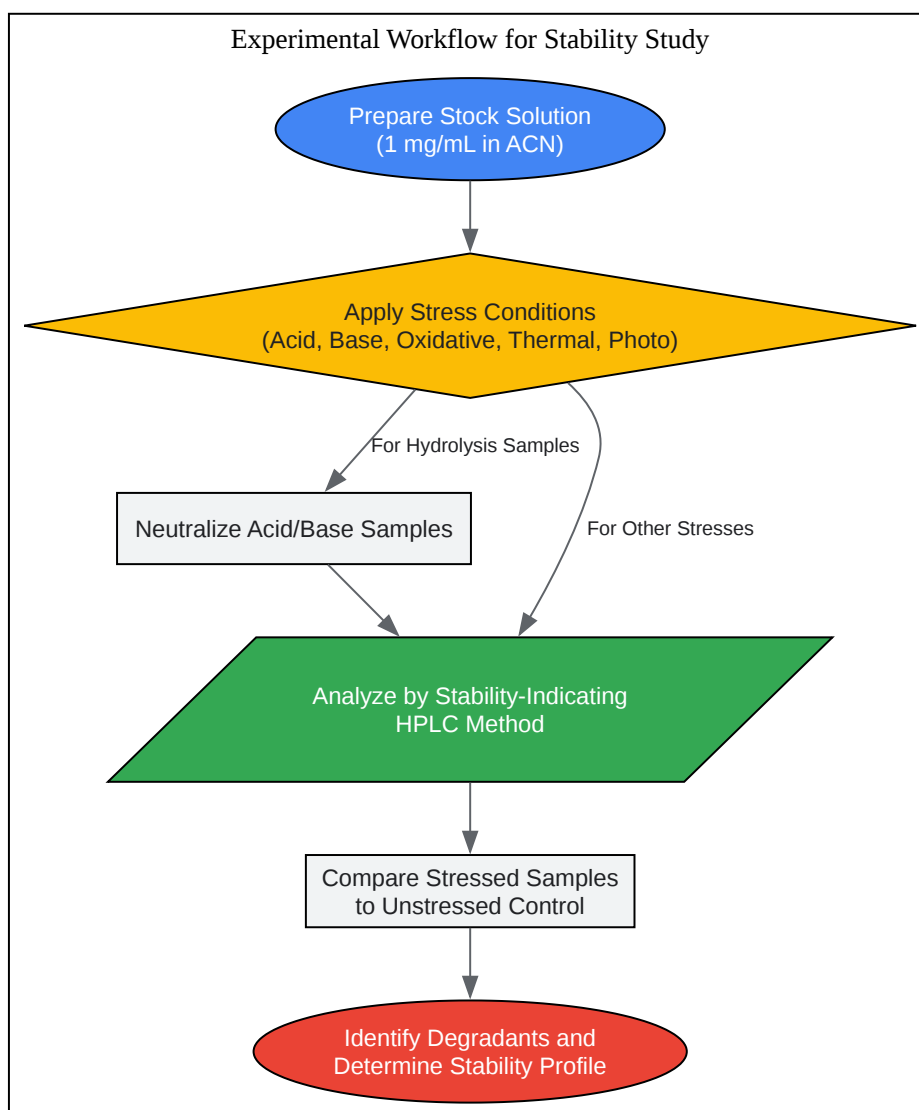 Experimental Workflow for Stability Study
Prepare Stock Solution
(1 mg/mL in ACN)
Apply Stress Conditions
(Acid, Base, Oxidative, Thermal, Photo)
For Hydrolysis Samples
Neutralize Acid/Base Samples
For Other Stresses
Analyze by Stability-Indicating
HPLC Method
Compare Stressed Samples
to Unstressed Control
Identify Degradants and
Determine Stability Profile